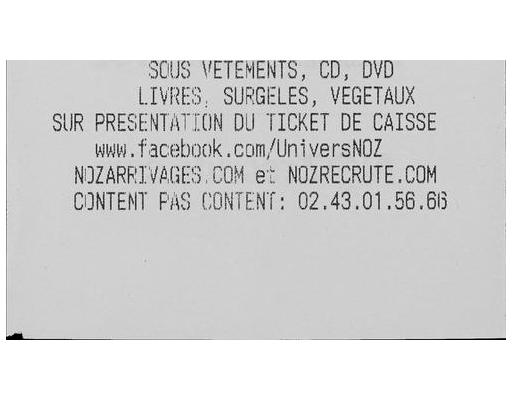 SOUS VETEMENTS, CD, DVD
LIVRES, SURGELES, VEGETAUX
SUR PRESENTATION DU TICKET DE CAISSE
www.facebook.com/UniversNOZ
NOZARRIVAGES.COM et NOZRECRUTE.COM
CONTENT PAS CONTENT: 02.43.01.56.66